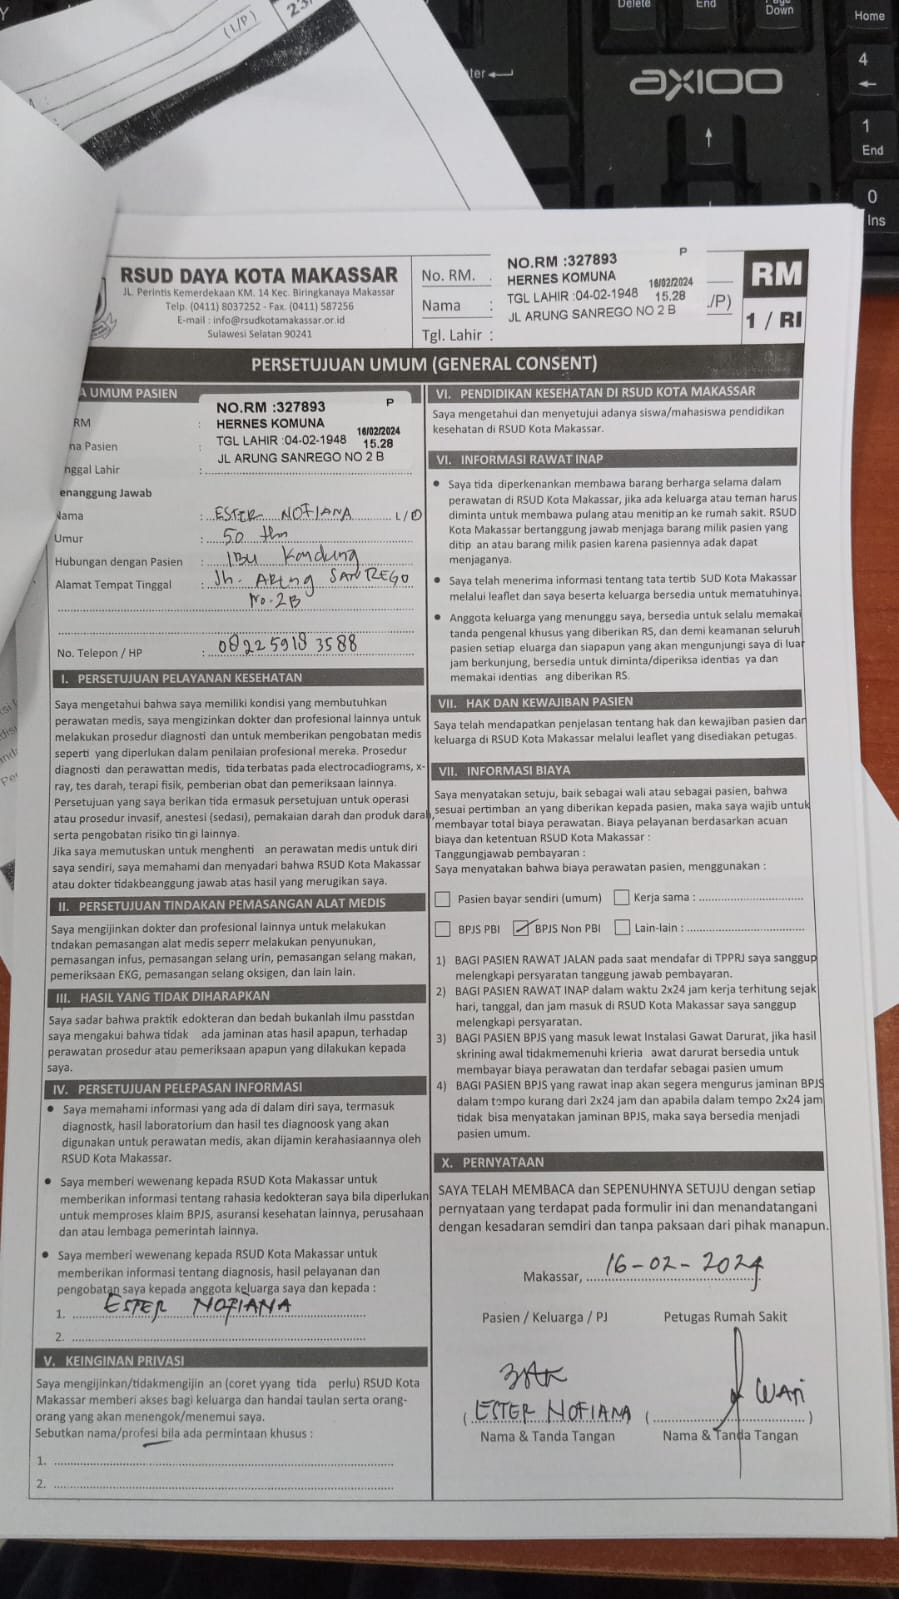 Delete
End
Page
Down
Home
4
←
1
End
0
Ins
AXIOO
↑
(L/P)
RSUD DAYA KOTA MAKASSAR
JL. Perintis Kemerdekaan KM. 14 Kec. Biringkanaya Makassar
Telp. (0411) 8037252 - Fax. (0411) 587256
E-mail : info@rsudkotamakassar.or.id
Sulawesi Selatan 90241
No. RM.
Nama :
Tgl. Lahir :
NO.RM :327893 P
HERNES KOMUNA 16/02/2024
TGL LAHIR :04-02-1948 15.28
JL ARUNG SANREGO NO 2 B
/P)
RM
1 / RI
PERSETUJUAN UMUM (GENERAL CONSENT)
A UMUM PASIEN
RM :
na Pasien :
nggal Lahir :
NO.RM :327893 P
HERNES KOMUNA 16/02/2024
TGL LAHIR :04-02-1948 15.28
JL ARUNG SANREGO NO 2 B
enanggung Jawab
Nama : ESTER NOFIANA L/P
Umur : 50 thn
Hubungan dengan Pasien : IBU Kandung
Alamat Tempat Tinggal : Jln. ARUNG SANREGO
No. 2B
No. Telepon / HP : 082259183588
I. PERSETUJUAN PELAYANAN KESEHATAN
Saya mengetahui bahwa saya memiliki kondisi yang membutuhkan
perawatan medis, saya mengizinkan dokter dan profesional lainnya untuk
melakukan prosedur diagnosti dan untuk memberikan pengobatan medis
seperti yang diperlukan dalam penilaian profesional mereka. Prosedur
diagnosti dan perawattan medis, tida terbatas pada electrocadiograms, x-
ray, tes darah, terapi fisik, pemberian obat dan pemeriksaan lainnya.
Persetujuan yang saya berikan tida ermasuk persetujuan untuk operasi
atau prosedur invasif, anestesi (sedasi), pemakaian darah dan produk darah,
serta pengobatan risiko tin gi lainnya.
Jika saya memutuskan untuk menghenti an perawatan medis untuk diri
saya sendiri, saya memahami dan menyadari bahwa RSUD Kota Makassar
atau dokter tidakbeanggung jawab atas hasil yang merugikan saya.
II. PERSETUJUAN TINDAKAN PEMASANGAN ALAT MEDIS
Saya mengijinkan dokter dan profesional lainnya untuk melakukan
tndakan pemasangan alat medis seperr melakukan penyunukan,
pemasangan infus, pemasangan selang urin, pemasangan selang makan,
pemeriksaan EKG, pemasangan selang oksigen, dan lain lain.
III. HASIL YANG TIDAK DIHARAPKAN
Saya sadar bahwa praktik edokteran dan bedah bukanlah ilmu passtdan
saya mengakui bahwa tidak ada jaminan atas hasil apapun, terhadap
perawatan prosedur atau pemeriksaan apapun yang dilakukan kepada
saya.
IV. PERSETUJUAN PELEPASAN INFORMASI
• Saya memahami informasi yang ada di dalam diri saya, termasuk
diagnostk, hasil laboratorium dan hasil tes diagnoosk yang akan
digunakan untuk perawatan medis, akan dijamin kerahasiaannya oleh
RSUD Kota Makassar.
• Saya memberi wewenang kepada RSUD Kota Makassar untuk
memberikan informasi tentang rahasia kedokteran saya bila diperlukan
untuk memproses klaim BPJS, asuransi kesehatan lainnya, perusahaan
dan atau lembaga pemerintah lainnya.
• Saya memberi wewenang kepada RSUD Kota Makassar untuk
memberikan informasi tentang diagnosis, hasil pelayanan dan
pengobatan saya kepada anggota keluarga saya dan kepada :
1. ESTER NOFIANA
2.
V. KEINGINAN PRIVASI
Saya mengijinkan/tidakmengijin an (coret yyang tida perlu) RSUD Kota
Makassar memberi akses bagi keluarga dan handai taulan serta orang-
orang yang akan menengok/menemui saya.
Sebutkan nama/profesi bila ada permintaan khusus :
1.
2.
VI. PENDIDIKAN KESEHATAN DI RSUD KOTA MAKASSAR
Saya mengetahui dan menyetujui adanya siswa/mahasiswa pendidikan
kesehatan di RSUD Kota Makassar.
VI. INFORMASI RAWAT INAP
• Saya tida diperkenankan membawa barang berharga selama dalam
perawatan di RSUD Kota Makassar, jika ada keluarga atau teman harus
diminta untuk membawa pulang atau menitip an ke rumah sakit. RSUD
Kota Makassar bertanggung jawab menjaga barang milik pasien yang
ditip an atau barang milik pasien karena pasiennya adak dapat
menjaganya.
• Saya telah menerima informasi tentang tata tertib SUD Kota Makassar
melalui leaflet dan saya beserta keluarga bersedia untuk mematuhinya.
• Anggota keluarga yang menunggu saya, bersedia untuk selalu memakai
tanda pengenal khusus yang diberikan RS, dan demi keamanan seluruh
pasien setiap eluarga dan siapapun yang akan mengunjungi saya di luar
jam berkunjung, bersedia untuk diminta/diperiksa identias ya dan
memakai identias ang diberikan RS.
VII. HAK DAN KEWAJIBAN PASIEN
Saya telah mendapatkan penjelasan tentang hak dan kewajiban pasien dan
keluarga di RSUD Kota Makassar melalui leaflet yang disediakan petugas.
VII. INFORMASI BIAYA
Saya menyatakan setuju, baik sebagai wali atau sebagai pasien, bahwa
sesuai pertimban an yang diberikan kepada pasien, maka saya wajib untuk
membayar total biaya perawatan. Biaya pelayanan berdasarkan acuan
biaya dan ketentuan RSUD Kota Makassar :
Tanggungjawab pembayaran :
Saya menyatakan bahwa biaya perawatan pasien, menggunakan :
Pasien bayar sendiri (umum) Kerja sama :
BPJS PBI BPJS Non PBI Lain-lain :
1) BAGI PASIEN RAWAT JALAN pada saat mendafar di TPPRJ saya sanggup
melengkapi persyaratan tanggung jawab pembayaran.
2) BAGI PASIEN RAWAT INAP dalam waktu 2x24 jam kerja terhitung sejak
hari, tanggal, dan jam masuk di RSUD Kota Makassar saya sanggup
melengkapi persyaratan.
3) BAGI PASIEN BPJS yang masuk lewat Instalasi Gawat Darurat, jika hasil
skrining awal tidakmemenuhi krieria awat darurat bersedia untuk
membayar biaya perawatan dan terdafar sebagai pasien umum
4) BAGI PASIEN BPJS yang rawat inap akan segera mengurus jaminan BPJS
dalam tempo kurang dari 2x24 jam dan apabila dalam tempo 2x24 jam
tidak bisa menyatakan jaminan BPJS, maka saya bersedia menjadi
pasien umum.
X. PERNYATAAN
SAYA TELAH MEMBACA dan SEPENUHNYA SETUJU dengan setiap
pernyataan yang terdapat pada formulir ini dan menandatangani
dengan kesadaran semdiri dan tanpa paksaan dari pihak manapun.
Makassar, 16-02-2024
Pasien / Keluarga / PJ Petugas Rumah Sakit
(ESTER NOFIANA) ( WARI )
Nama & Tanda Tangan Nama & Tanda Tangan